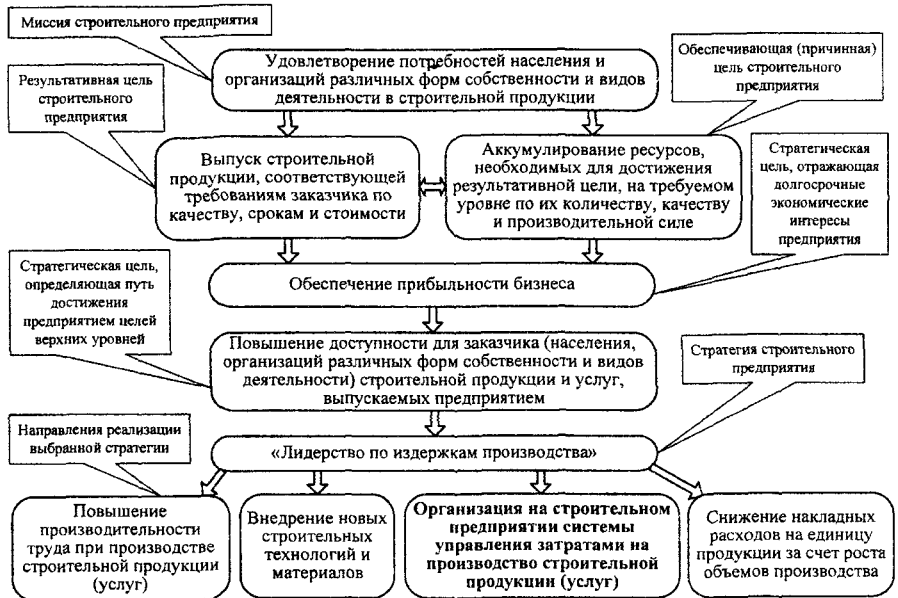 Миссия строительного предприятия
Удовлетворение потребностей населения и
организаций различных форм собственности и видов
деятельности в строительной продукции
Обеспечивающая (причинная)
цель строительного
предприятия
Результативная цель
строительного
предприятия
Выпуск строительной
продукции, соответствующей
требованиям заказчика по
качеству, срокам и стоимости
Аккумулирование ресурсов,
необходимых для достижения
результативной цели, на требуемом
уровне по их количеству, качеству
и производительной силе
Стратегическая
цель, отражающая
долгосрочные
экономические
интересы
предприятия
Стратегическая цель,
определяющая путь
достижения
предприятием целей
верхних уровней
Обеспечение прибыльности бизнеса
Повышение доступности для заказчика (населения,
организаций различных форм собственности и видов
деятельности) строительной продукции и услуг,
выпускаемых предприятием
Стратегия строительного
предприятия
Направления реализации
выбранной стратегии
«Лидерство по издержкам производства»
Повышение
производительности
труда при производстве
строительной продукции
(услуг)
Внедрение новых
строительных
технологий и
материалов
Организация на строительном
предприятии системы
управления затратами на
производство строительной
продукции (услуг)
Снижение накладных
расходов на единицу
продукции за счет роста
объемов производства